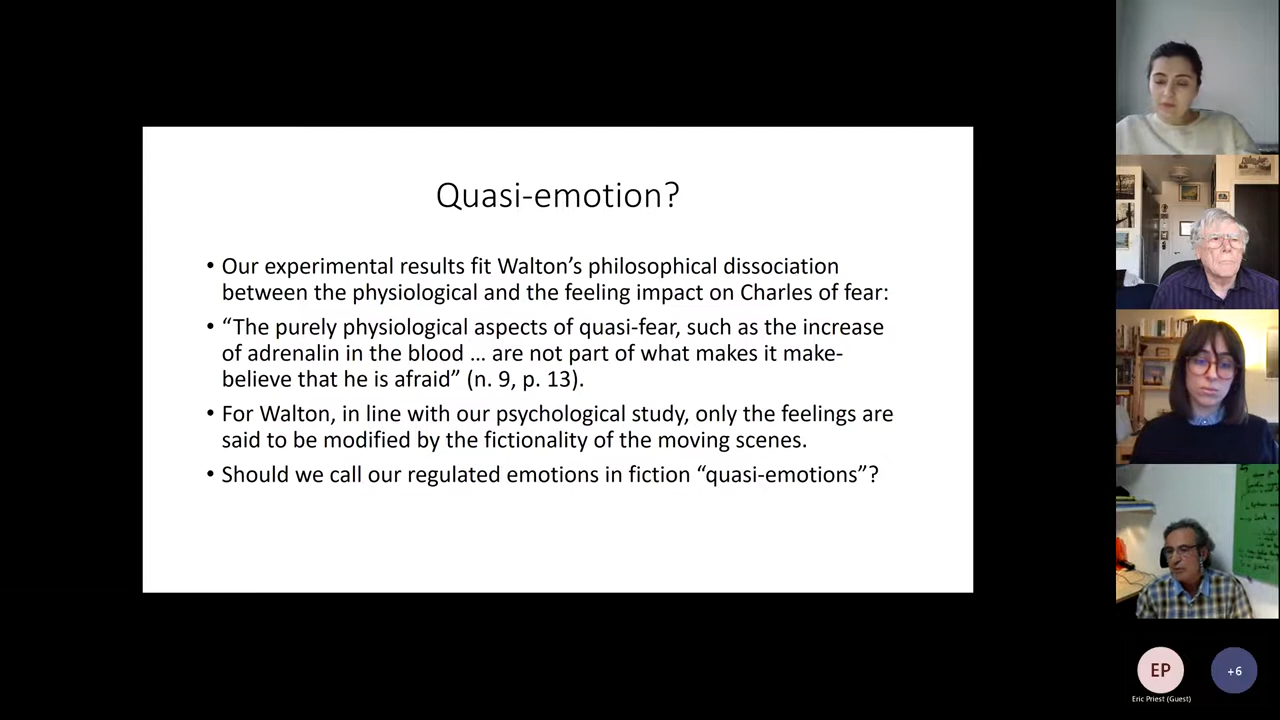 Quasi-emotion?
• Our experimental results fit Walton’s philosophical dissociation
between the physiological and the feeling impact on Charles of fear:
• “The purely physiological aspects of quasi-fear, such as the increase
of adrenalin in the blood … are not part of what makes it make-
believe that he is afraid” (n. 9, p. 13).
• For Walton, in line with our psychological study, only the feelings are
said to be modified by the fictionality of the moving scenes.
• Should we call our regulated emotions in fiction “quasi-emotions”?
EP
+6
Eric Priest (Guest)